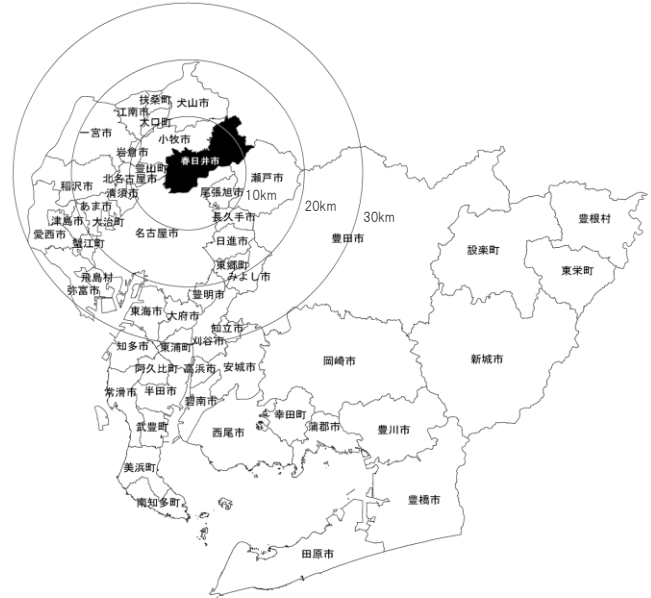 扶桑町
犬山市
江南市
大口町
一宮市
小牧市
岩倉市
春日井市
豊山町
北名古屋市
瀬戸市
稲沢市
清須市
尾張旭市
10km
あま市
20km
津島市
大治町
長久手市
30km
愛西市
名古屋市
豊田市
蟹江町
日進市
豊根村
設楽町
東郷町
東栄町
飛島村
みよし市
弥富市
豊明市
東海市
大府市
知立市
刈谷市
知多市
東浦町
岡崎市
新城市
阿久比町
高浜市
安城市
常滑市
半田市
碧南市
幸田町
武豊町
西尾市
蒲郡市
豊川市
美浜町
南知多町
豊橋市
田原市